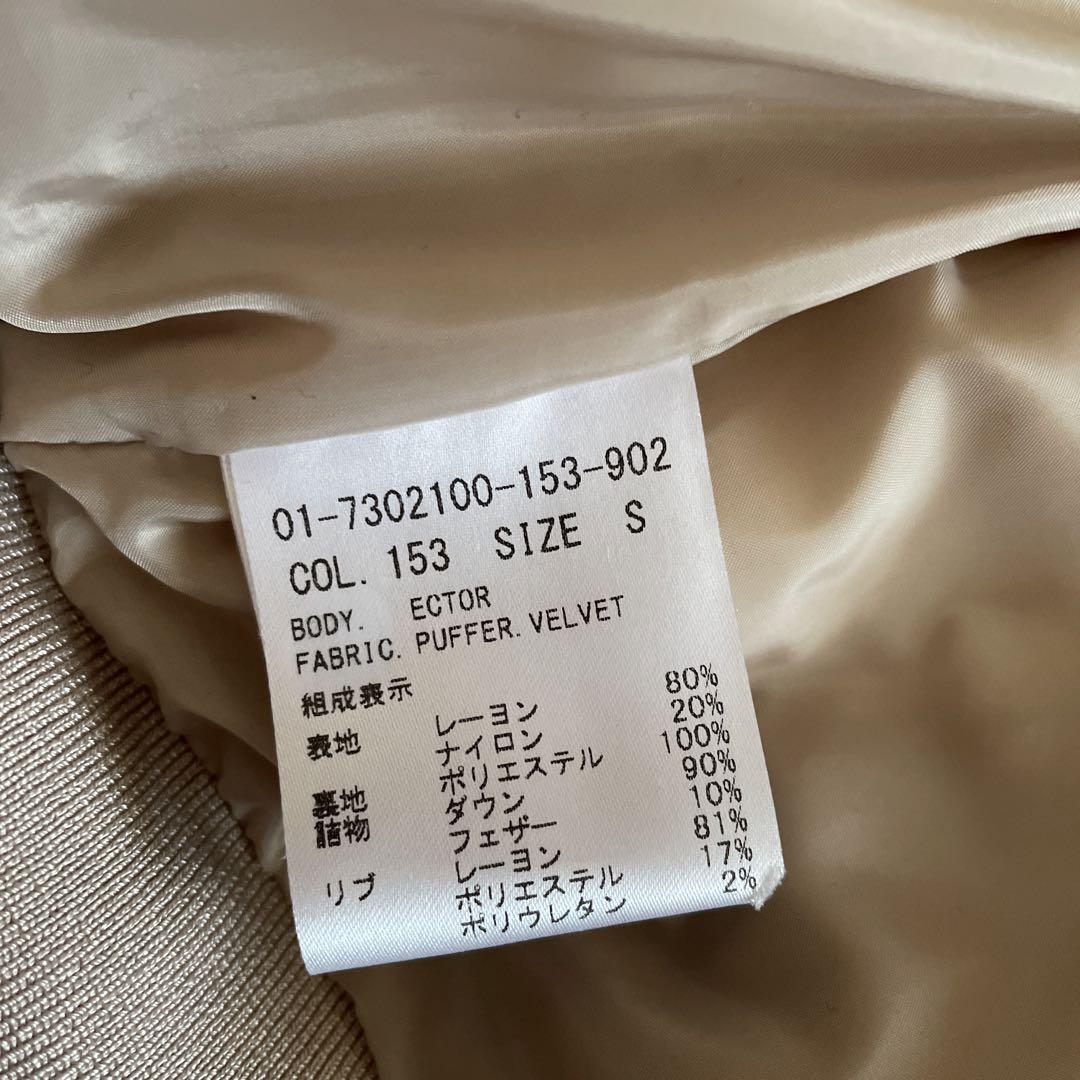 01-7302100-153-902
COL. 153 SIZE S
BODY. ECTOR
FABRIC. PUFFER. VELVET
組成表示
表地 レーヨン 80%
ナイロン 20%
裏地 ポリエステル 100%
詰物 ダウン 90%
フェザー 10%
リブ レーヨン 81%
ポリエステル 17%
ポリウレタン 2%